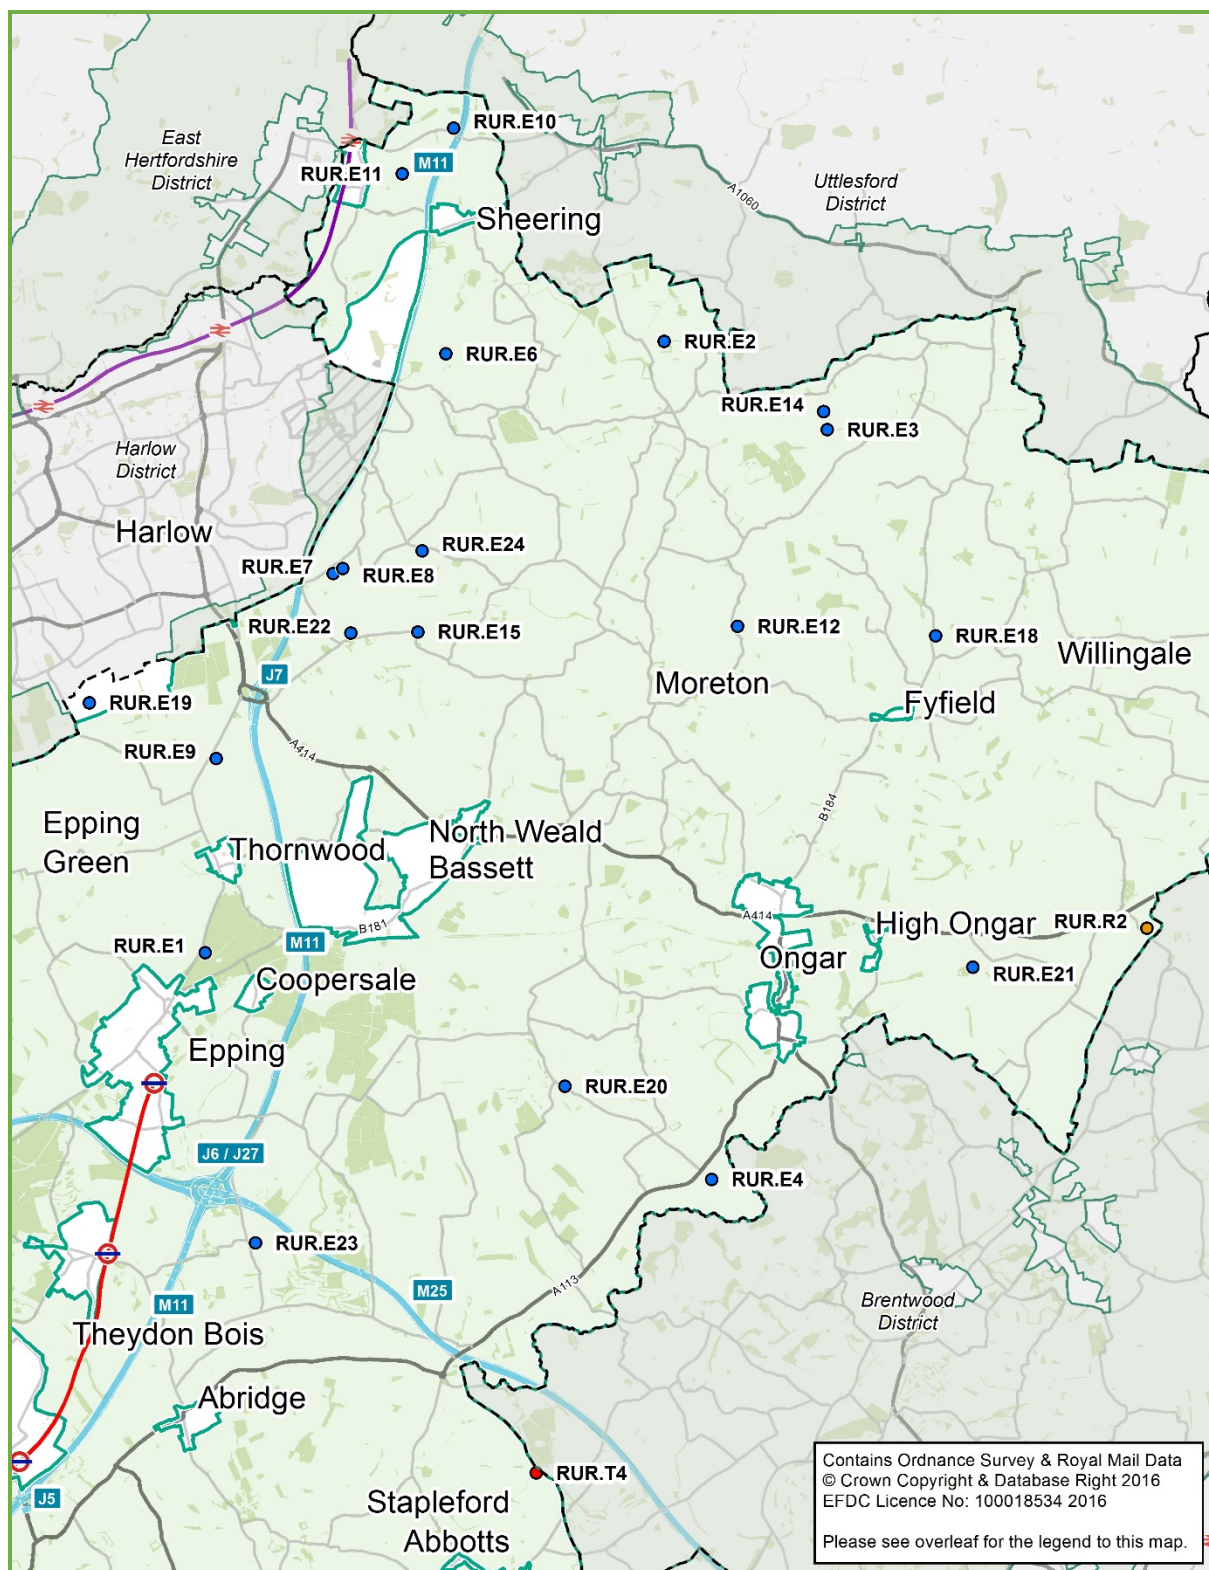 RUR.E10
East
Hertfordshire
District
M11
RUR.E11
Uttlesford
District
A1060
Sheering
RUR.E2
RUR.E6
RUR.E14
RUR.E3
Harlow
District
Harlow
RUR.E24
RUR.E7
RUR.E8
RUR.E22
RUR.E15
RUR.E12
RUR.E18
Willingale
J7
Moreton
RUR.E19
Fyfield
RUR.E9
A414
B184
Epping
Green
Thornwood
North Weald
Bassett
A414
B181
High Ongar
RUR.R2
RUR.E1
M11
Ongar
RUR.E21
Coopersale
Epping
RUR.E20
J6 / J27
RUR.E4
RUR.E23
M25
A113
M11
Brentwood
District
Theydon Bois
Abridge
RUR.T4
J5
Stapleford
Abbotts
Contains Ordnance Survey & Royal Mail Data
© Crown Copyright & Database Right 2016
EFDC Licence No: 100018534 2016
Please see overleaf for the legend to this map.